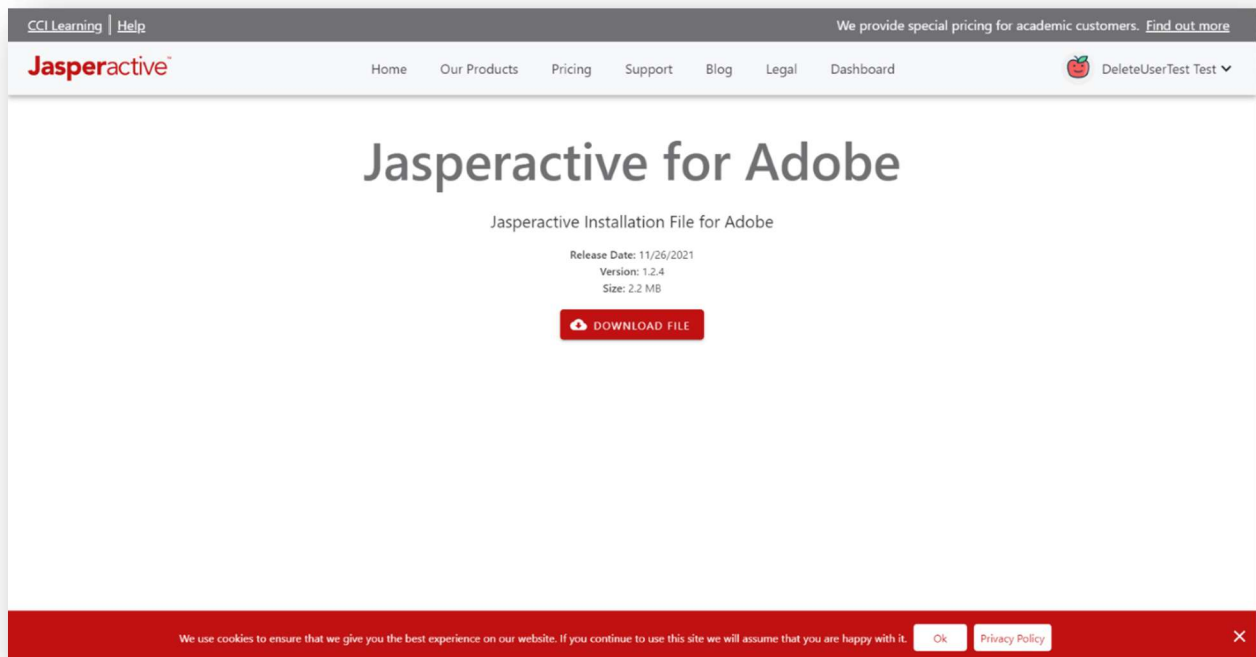 CCI Learning Help We provide special pricing for academic customers. Find out more
Jasperactive™ Home Our Products Pricing Support Blog Legal Dashboard DeleteUserTest Test
Jasperactive for Adobe
Jasperactive Installation File for Adobe
Release Date: 11/26/2021
Version: 1.2.4
Size: 2.2 MB
DOWNLOAD FILE
We use cookies to ensure that we give you the best experience on our website. If you continue to use this site we will assume that you are happy with it. Ok Privacy Policy